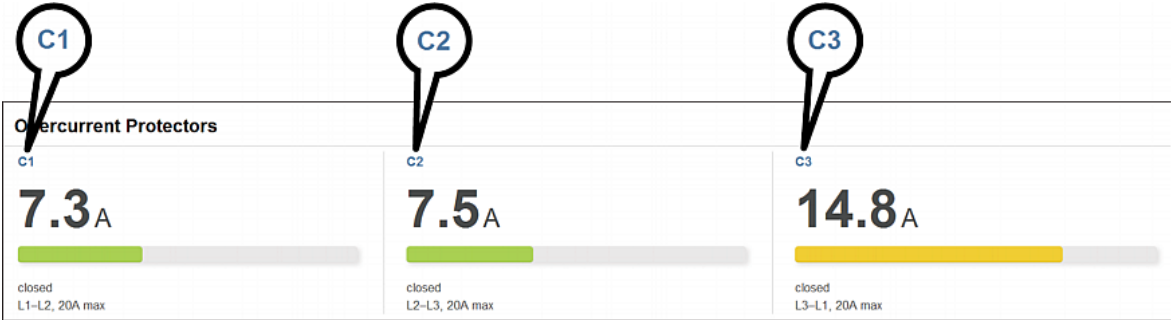 C1
C2
C3
Overcurrent Protectors
C1
C2
C3
7.3 A
7.5 A
14.8 A
closed
L1–L2, 20A max
closed
L2–L3, 20A max
closed
L3–L1, 20A max